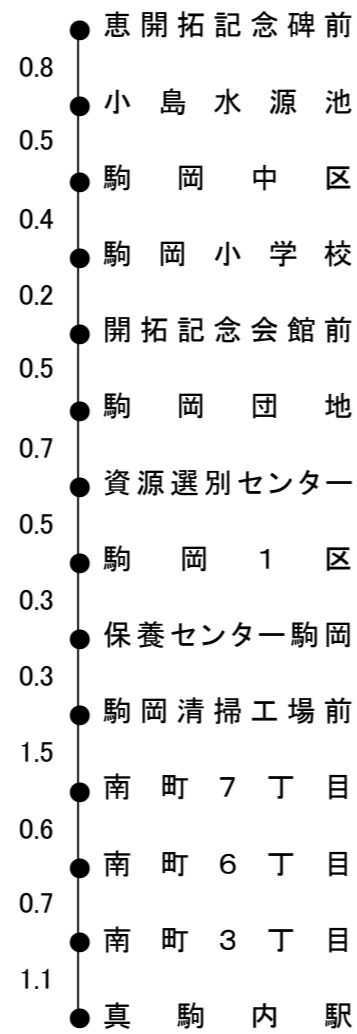 恵開拓記念碑前
0.8
小島水源池
0.5
駒岡中区
0.4
駒岡小学校
0.2
開拓記念会館前
0.5
駒岡団地
0.7
資源選別センター
0.5
駒岡1区
0.3
保養センター駒岡
0.3
駒岡清掃工場前
1.5
南町7丁目
0.6
南町6丁目
0.7
南町3丁目
1.1
真駒内駅